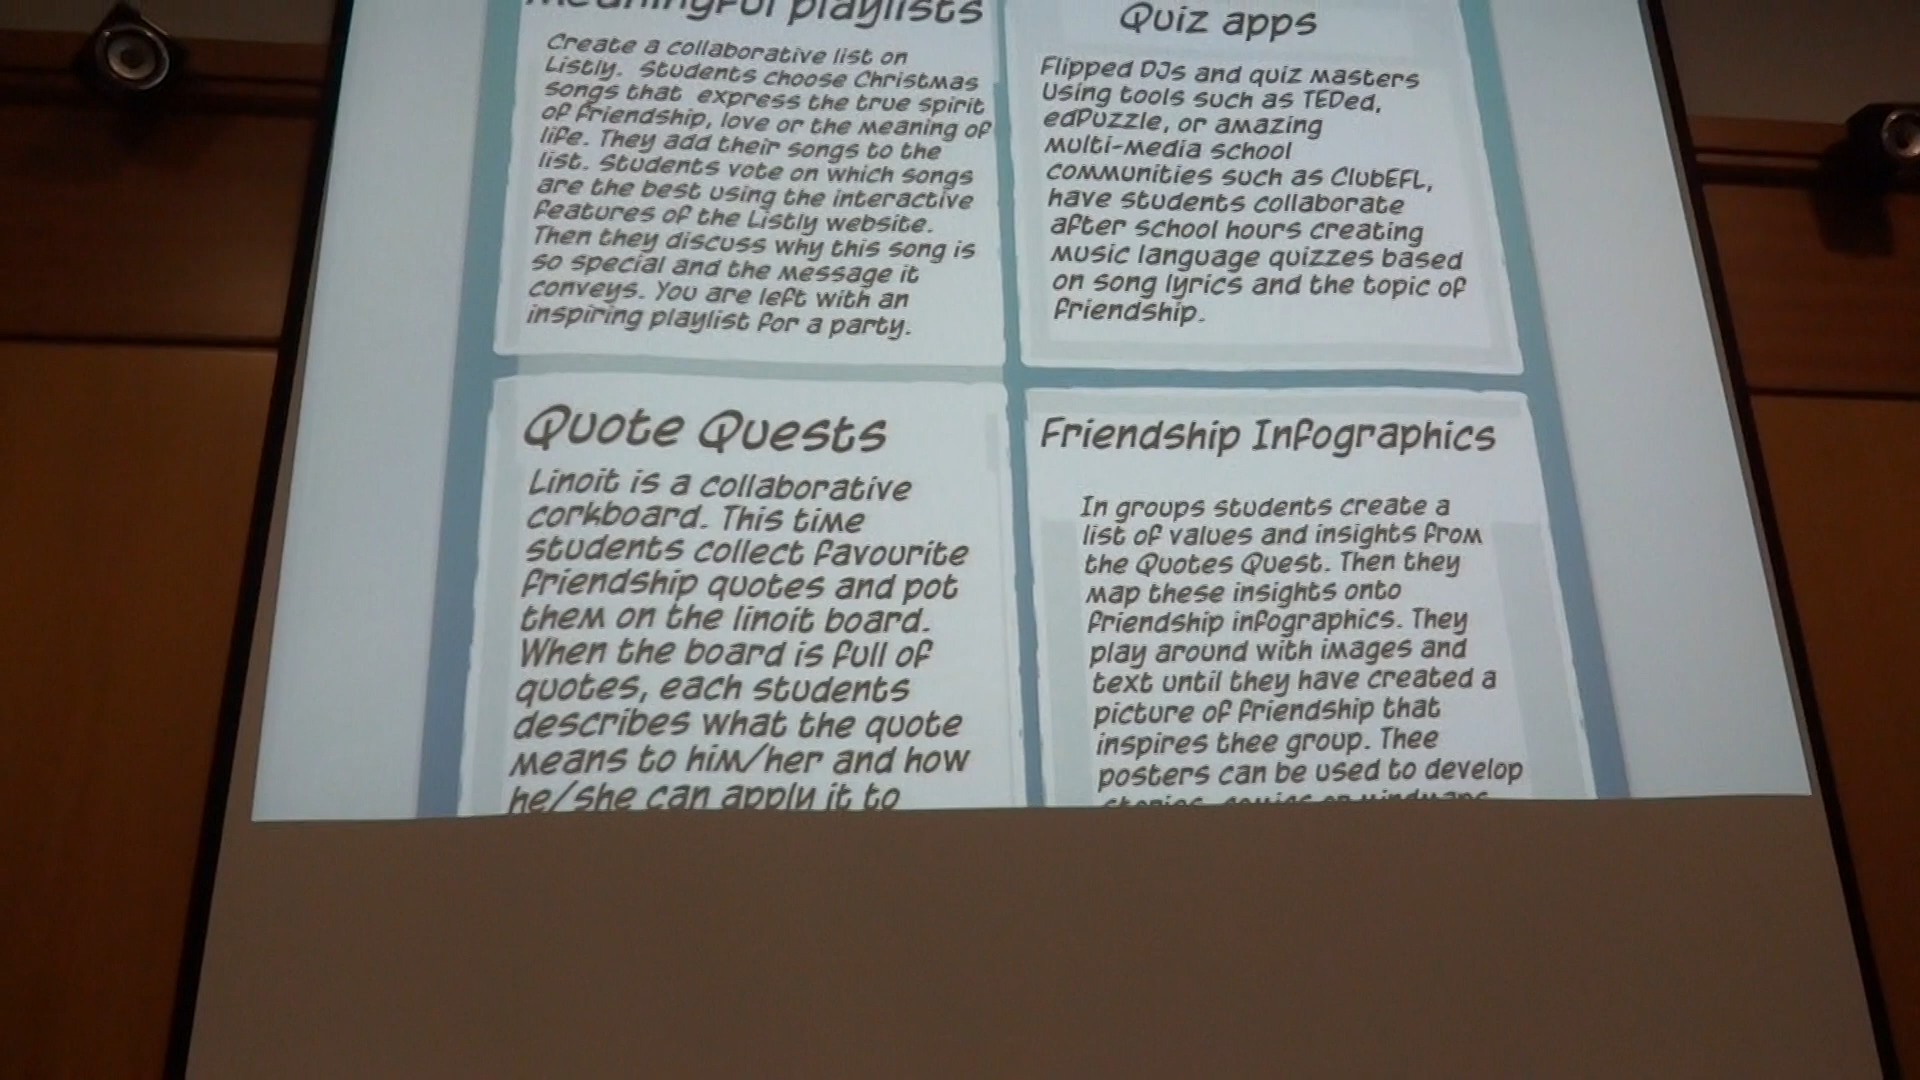 Meaningful playlists
Create a collaborative list on
Listly. Students choose Christmas
songs that express the true spirit
of friendship, love or the meaning of
life. They add their songs to the
list. Students vote on which songs
are the best using the interactive
features of the Listly website.
Then they discuss why this song is
so special and the message it
conveys. You are left with an
inspiring playlist for a party.
Quiz apps
Flipped DJs and quiz masters
Using tools such as TEDed,
edPuzzle, or amazing
multi-media school
communities such as ClubEFL,
have students collaborate
after school hours creating
music language quizzes based
on song lyrics and the topic of
friendship.
Quote Quests
Linoit is a collaborative
corkboard. This time
students collect favourite
friendship quotes and pot
them on the linoit board.
When the board is full of
quotes, each students
describes what the quote
means to him/her and how
he/she can apply it to
Friendship Infographics
In groups students create a
list of values and insights from
the Quotes Quest. Then they
map these insights onto
friendship infographics. They
play around with images and
text until they have created a
picture of friendship that
inspires thee group. Thee
posters can be used to develop